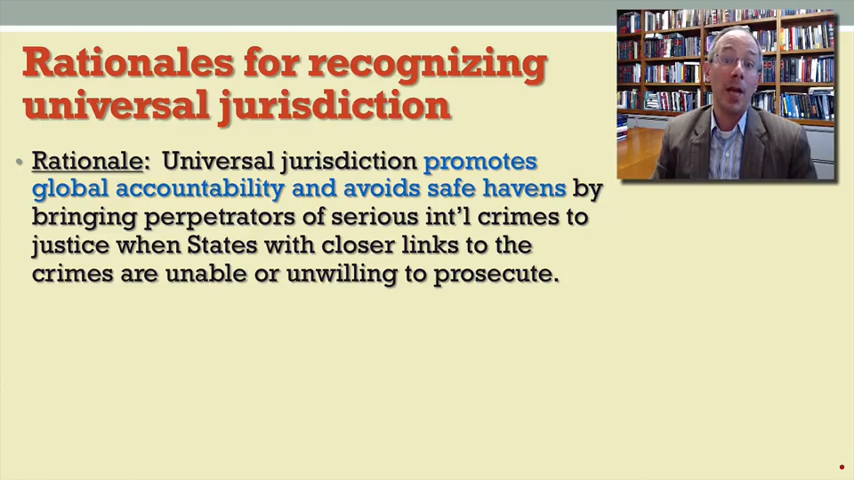 Rationales for recognizing
universal jurisdiction
• Rationale: Universal jurisdiction promotes
global accountability and avoids safe havens by
bringing perpetrators of serious int'l crimes to
justice when States with closer links to the
crimes are unable or unwilling to prosecute.